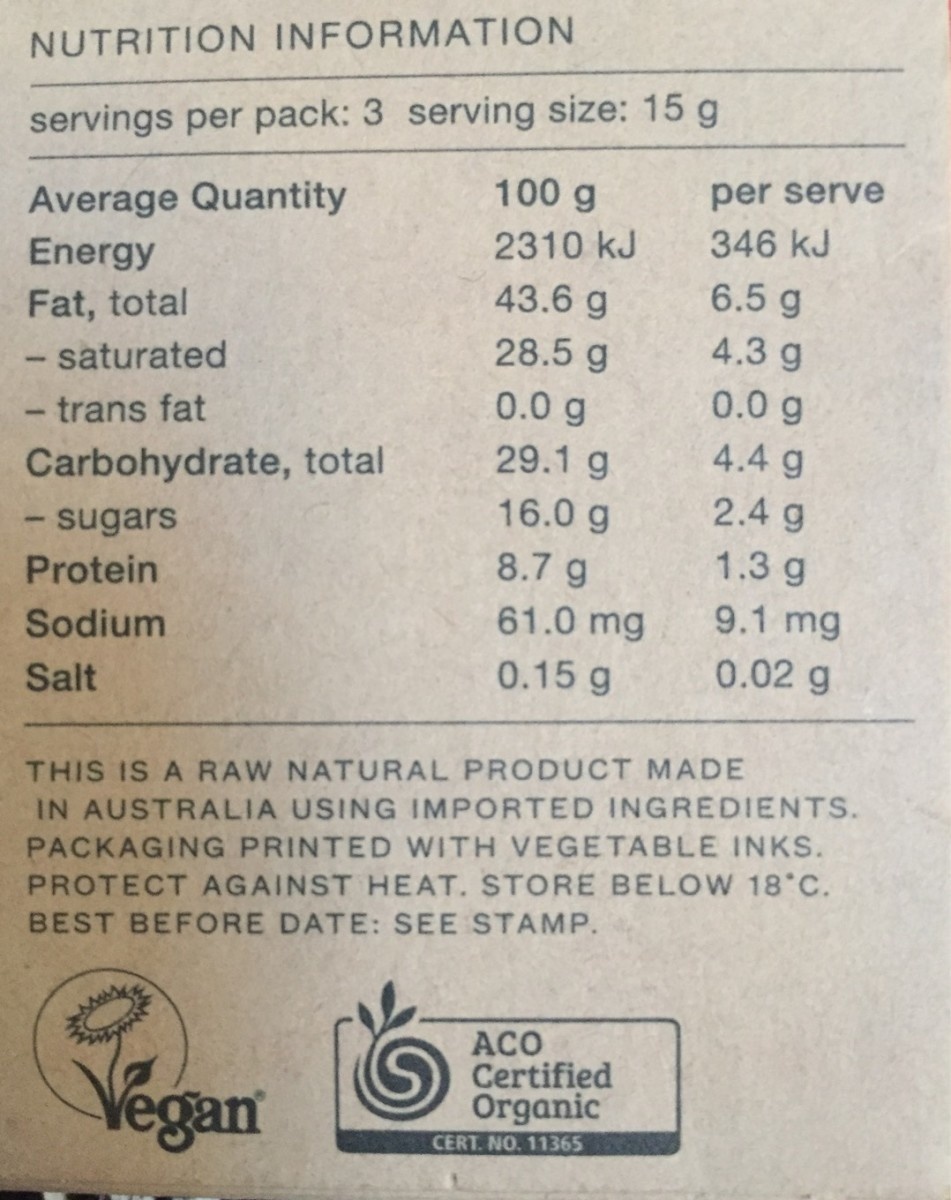 NUTRITION INFORMATION
servings per pack: 3 serving size: 15 g
Average Quantity 100 g per serve
Energy 2310 kJ 346 kJ
Fat, total 43.6 g 6.5 g
– saturated 28.5 g 4.3 g
– trans fat 0.0 g 0.0 g
Carbohydrate, total 29.1 g 4.4 g
– sugars 16.0 g 2.4 g
Protein 8.7 g 1.3 g
Sodium 61.0 mg 9.1 mg
Salt 0.15 g 0.02 g
THIS IS A RAW NATURAL PRODUCT MADE
IN AUSTRALIA USING IMPORTED INGREDIENTS.
PACKAGING PRINTED WITH VEGETABLE INKS.
PROTECT AGAINST HEAT. STORE BELOW 18°C.
BEST BEFORE DATE: SEE STAMP.
Vegan
ACO
Certified
Organic
CERT. NO. 11365